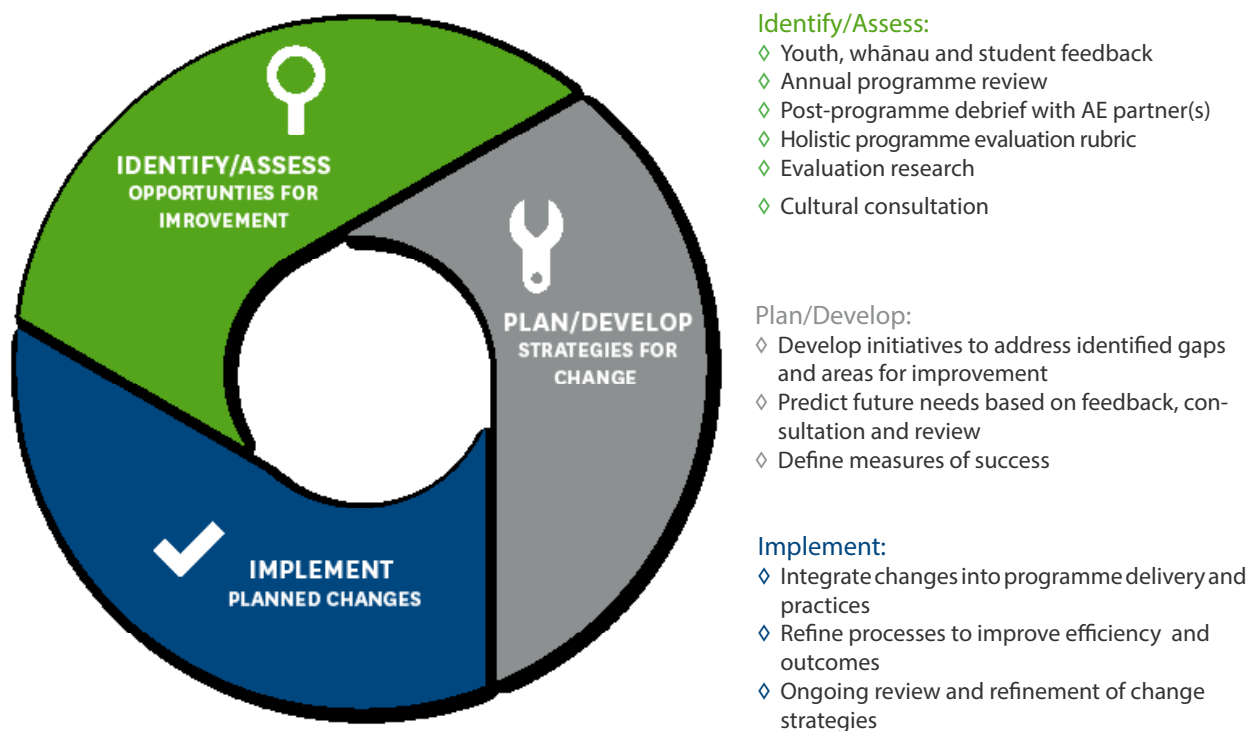 IDENTIFY/ASSESS
OPPORTUNTIES FOR
IMROVEMENT
PLAN/DEVELOP
STRATEGIES FOR
CHANGE
IMPLEMENT
PLANNED CHANGES
Identify/Assess:
◊ Youth, whānau and student feedback
◊ Annual programme review
◊ Post-programme debrief with AE partner(s)
◊ Holistic programme evaluation rubric
◊ Evaluation research
◊ Cultural consultation
Plan/Develop:
◊ Develop initiatives to address identified gaps
and areas for improvement
◊ Predict future needs based on feedback, con-
sultation and review
◊ Define measures of success
Implement:
◊ Integrate changes into programme delivery and
practices
◊ Refine processes to improve efficiency and
outcomes
◊ Ongoing review and refinement of change
strategies